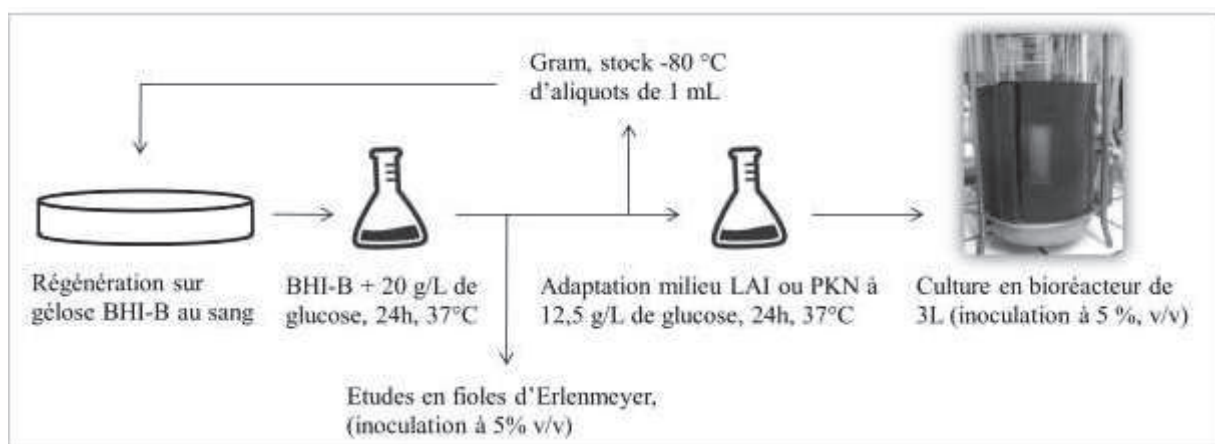 Gram, stock -80 °C
d'aliquots de 1 mL
Régénération sur
gélose BHI-B au sang
BHI-B + 20 g/L de
glucose, 24h, 37°C
Adaptation milieu LAI ou PKN à
12,5 g/L de glucose, 24h, 37°C
Culture en bioréacteur de
3L (inoculation à 5 %, v/v)
Etudes en fioles d'Erlenmeyer,
(inoculation à 5% v/v)